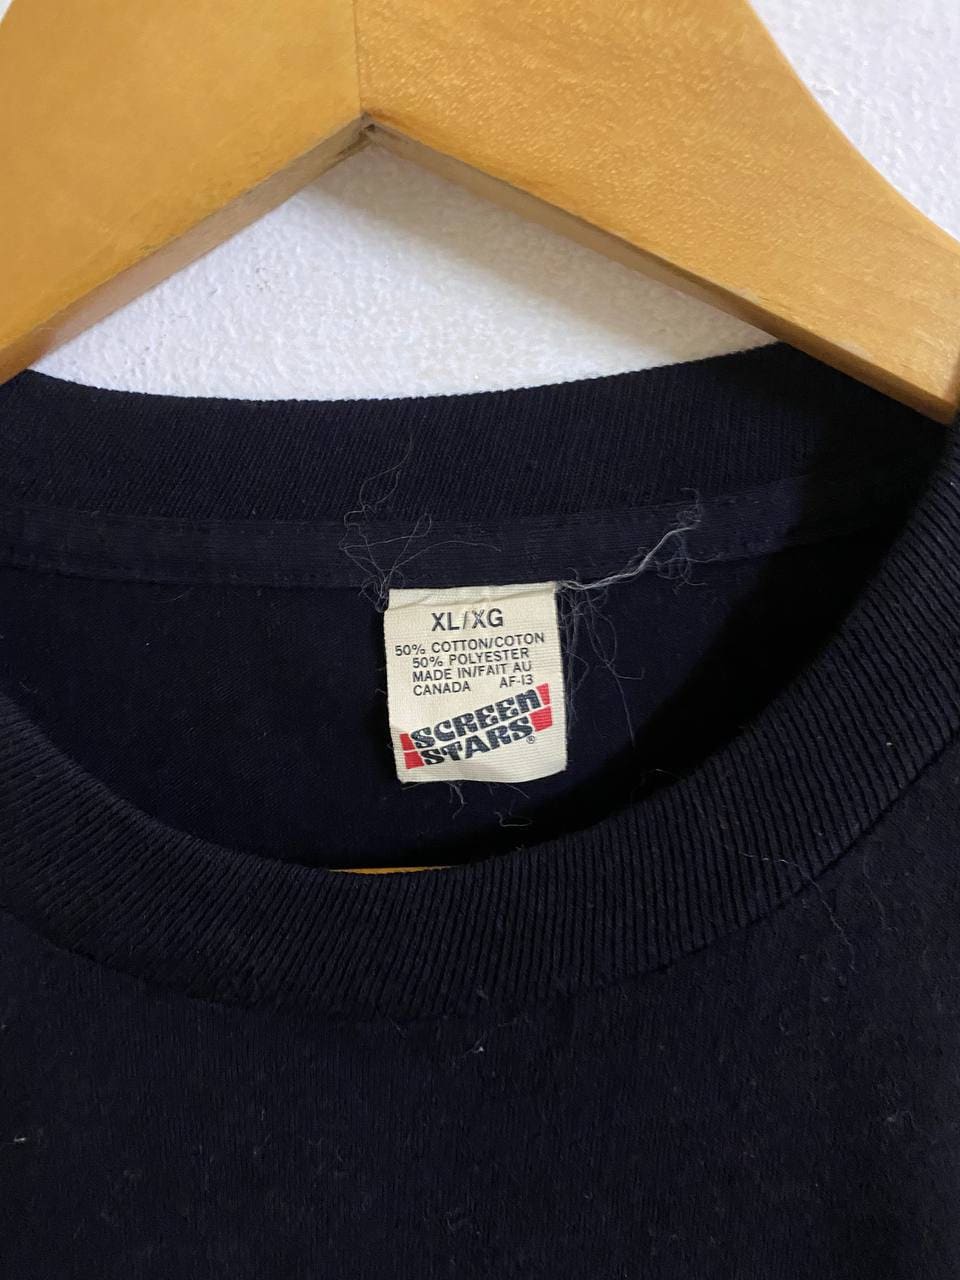 XL/XG
50% COTTON/COTON
50% POLYESTER
MADE IN/FAIT AU
CANADA AF-13
SCREEN
STARS®